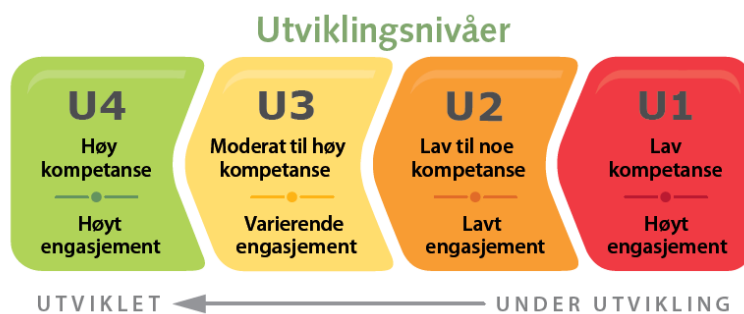 Utviklingsnivåer
U4
Høy
kompetanse
Høyt
engasjement
U3
Moderat til høy
kompetanse
Varierende
engasjement
U2
Lav til noe
kompetanse
Lavt
engasjement
U1
Lav
kompetanse
Høyt
engasjement
UTVIKLET
UNDER UTVIKLING